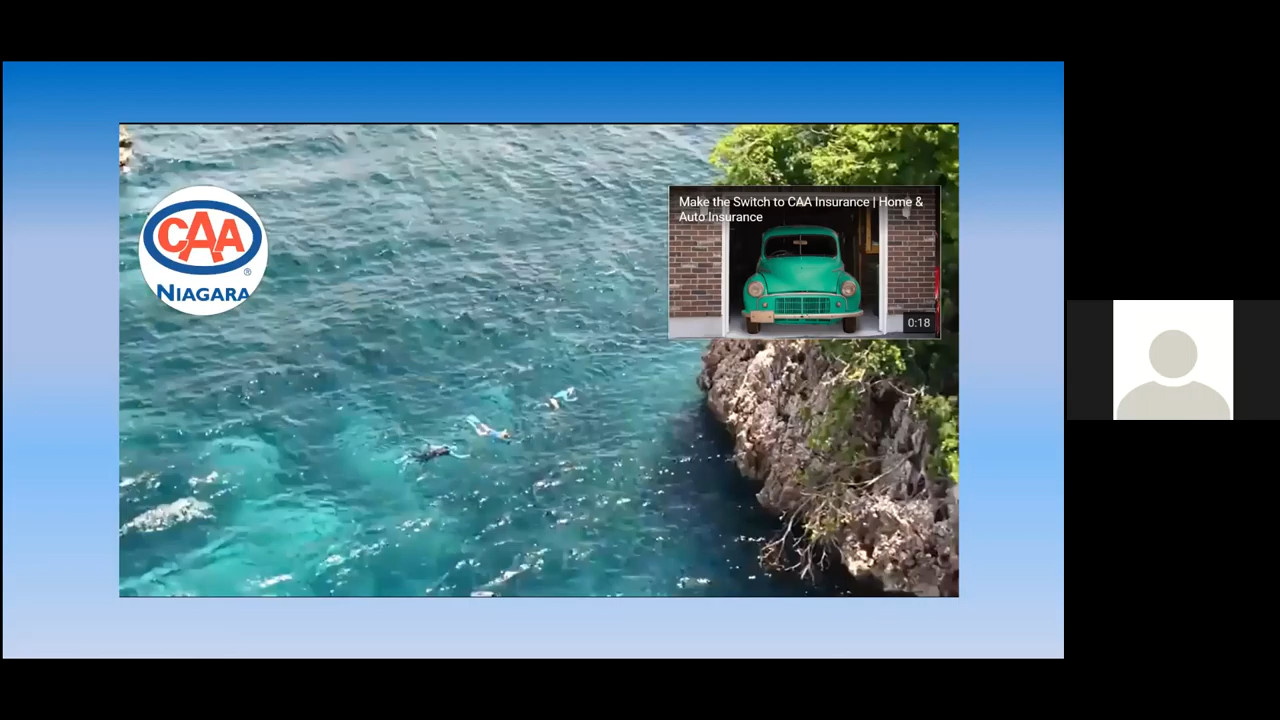 CAA
®
NIAGARA
Make the Switch to CAA Insurance | Home &
Auto Insurance
0:18